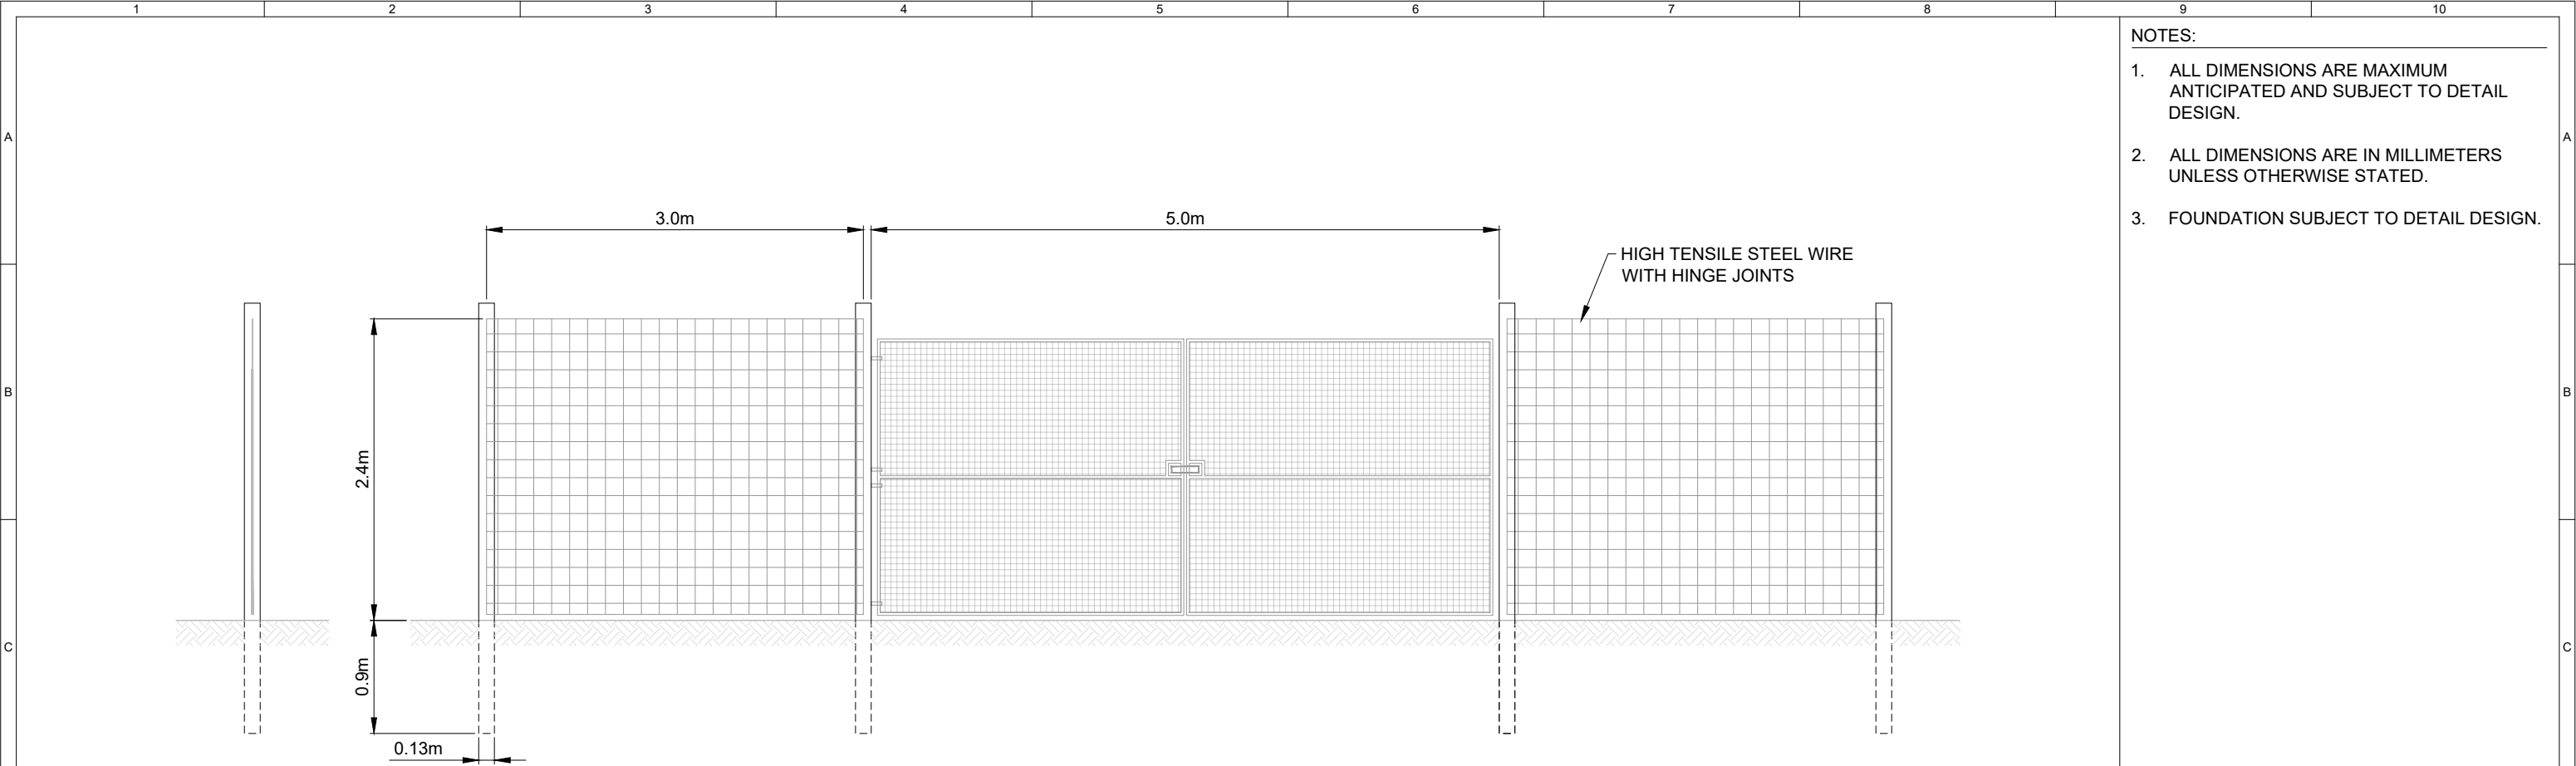 1 2 3 4 5 6 7 8 9 10
NOTES:
1. ALL DIMENSIONS ARE MAXIMUM
ANTICIPATED AND SUBJECT TO DETAIL
DESIGN.
2. ALL DIMENSIONS ARE IN MILLIMETERS
UNLESS OTHERWISE STATED.
3. FOUNDATION SUBJECT TO DETAIL DESIGN.
A
A
3.0m
5.0m
HIGH TENSILE STEEL WIRE
WITH HINGE JOINTS
B
B
2.4m
C
C
0.9m
0.13m